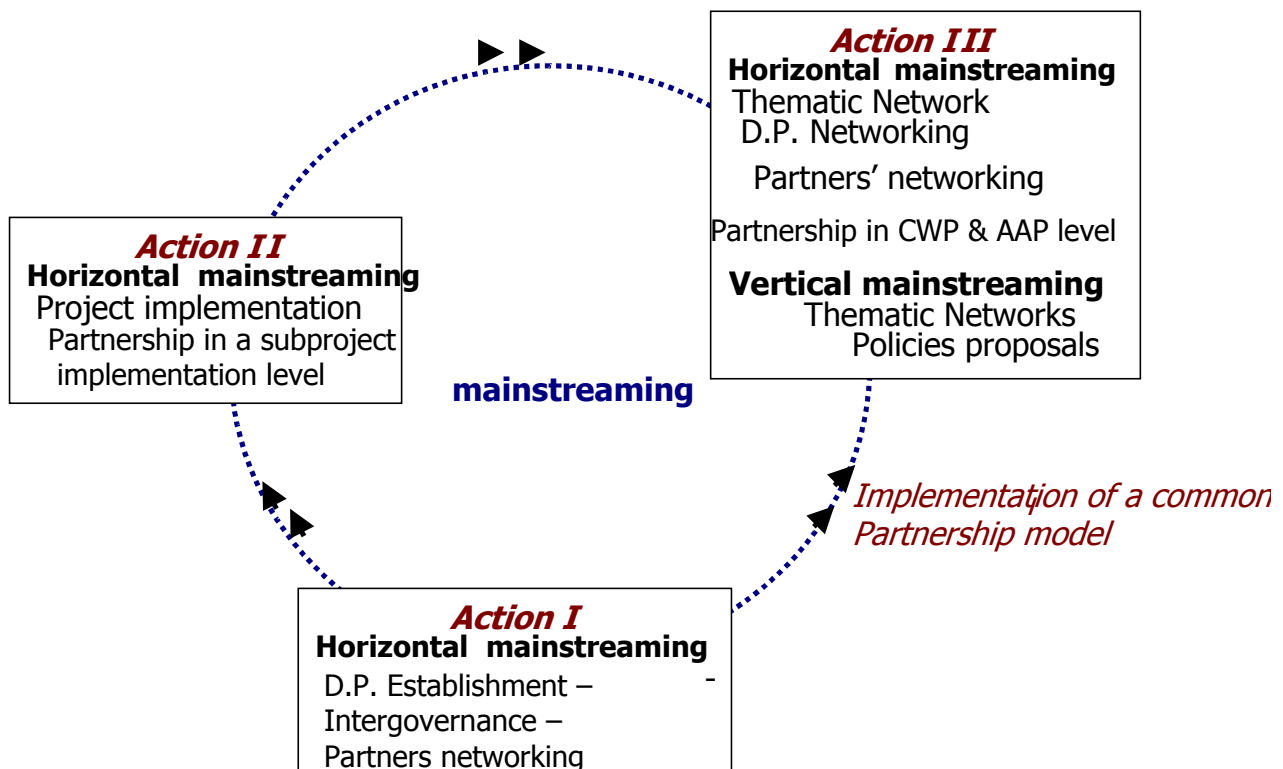 Action III
Horizontal mainstreaming
Thematic Network
D.P. Networking
Partners’ networking
Partnership in CWP & AAP level
Vertical mainstreaming
Thematic Networks
Policies proposals
Action II
Horizontal mainstreaming
Project implementation
Partnership in a subproject
implementation level
mainstreaming
Implementation of a common
Partnership model
Action I
Horizontal mainstreaming
D.P. Establishment – -
Intergovernance –
Partners networking